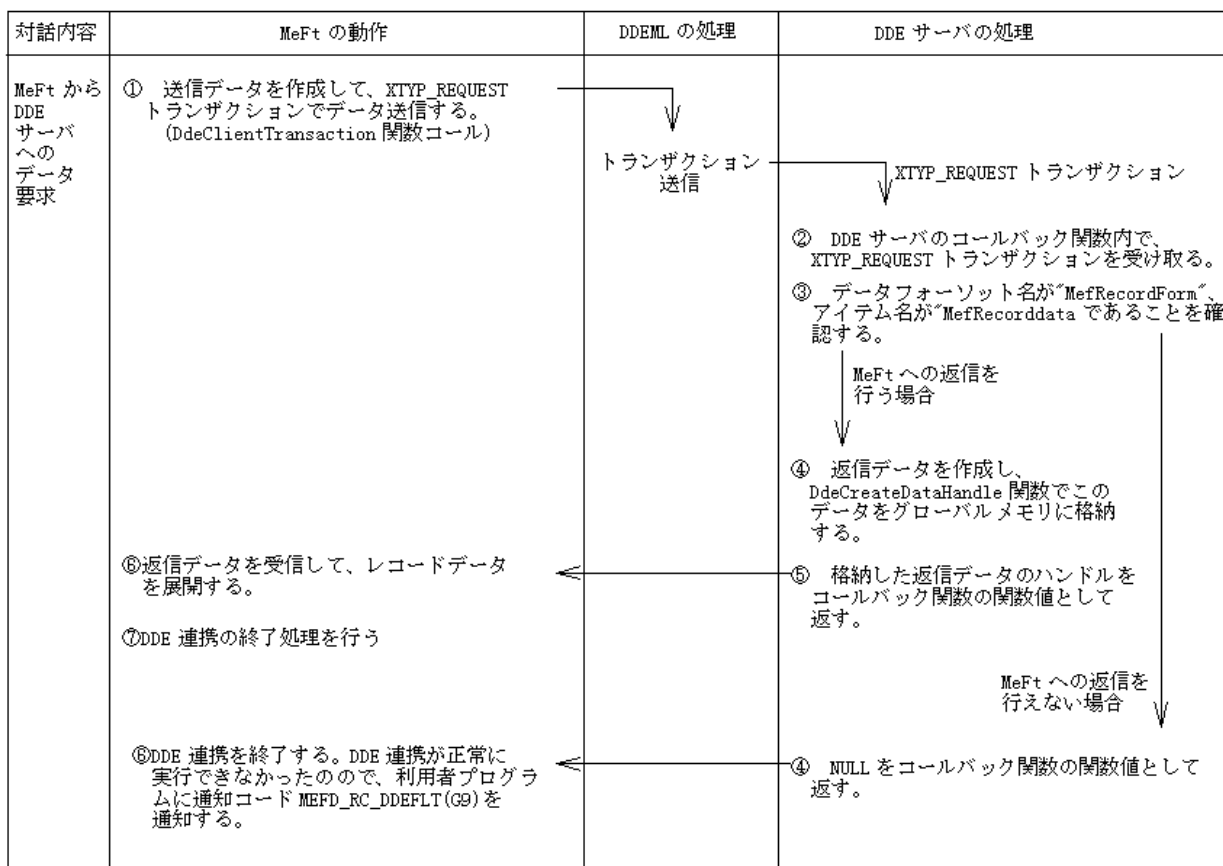 対話内容
MeFt の動作
DDEML の処理
DDE サーバの処理
MeFt から
DDE
サーバ
への
データ
要求
① 送信データを作成して、XTYP_REQUEST
トランザクションでデータ送信する。
(DdeClientTransaction 関数コール)
トランザクション
送信
XTYP_REQUEST トランザクション
② DDE サーバのコールバック関数内で、
XTYP_REQUEST トランザクションを受け取る。
③ データフォーソット名が"MefRecordForm"、
アイテム名が"MefRecorddata であることを確
認する。
MeFt への返信を
行う場合
④ 返信データを作成し、
DdeCreateDataHandle 関数でこの
データをグローバルメモリに格納
する。
⑤ 格納した返信データのハンドルを
コールバック関数の関数値として
返す。
⑥返信データを受信して、レコードデータ
を展開する。
⑦DDE 連携の終了処理を行う
MeFt への返信を
行えない場合
④ NULL をコールバック関数の関数値として
返す。
⑥DDE 連携を終了する。DDE 連携が正常に
実行できなかったのので、利用者プログラ
ムに通知コード MEFD_RC_DDEFLT(G9)を
通知する。